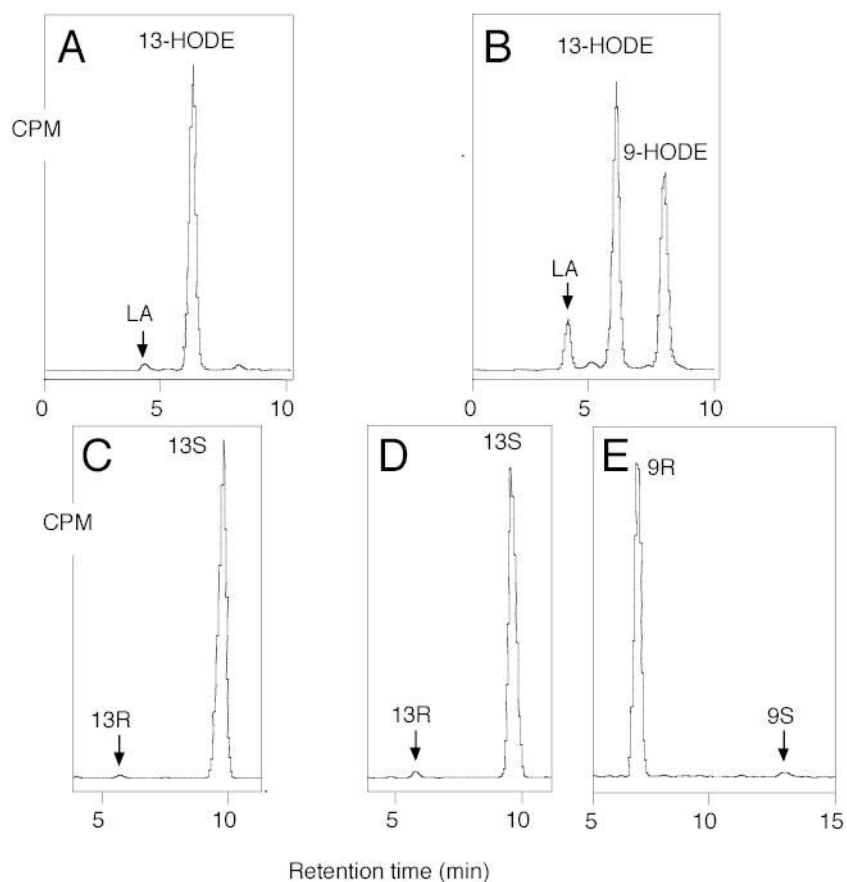 A
13-HODE
CPM
LA
0
5
10
B
13-HODE
9-HODE
LA
0
5
10
C
13S
CPM
13R
5
10
D
13S
13R
5
10
E
9R
9S
5
10
15
Retention time (min)